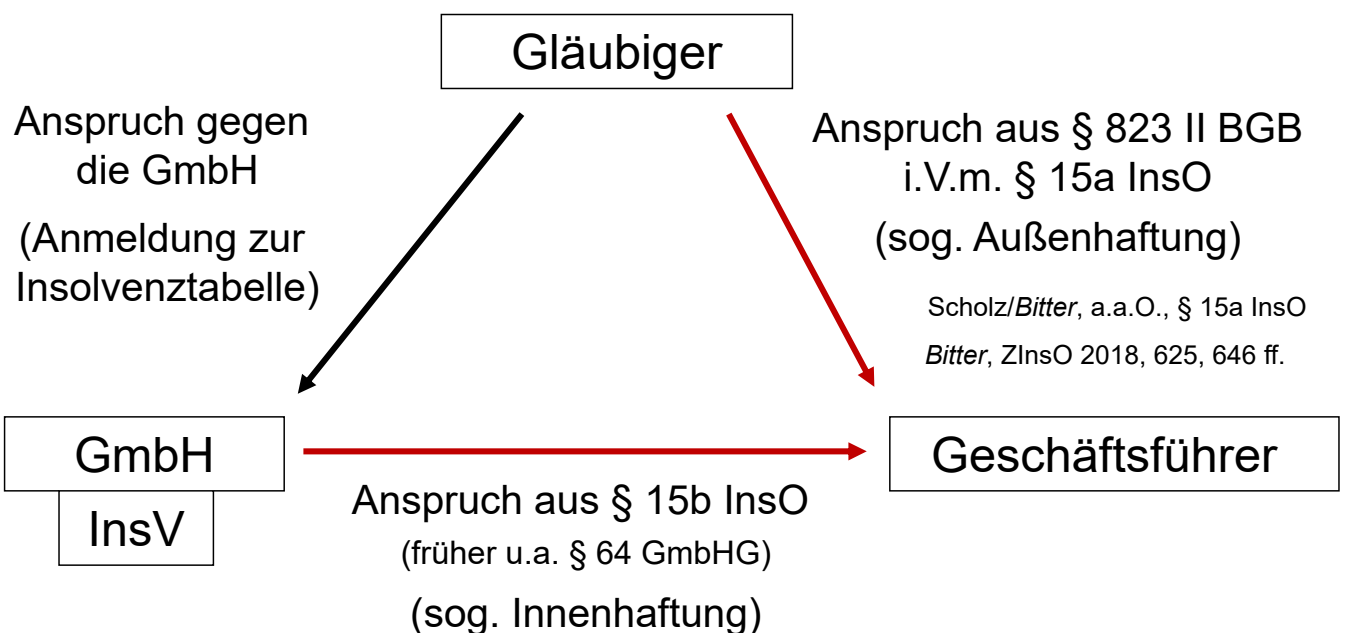 Gläubiger
Anspruch gegen
die GmbH
(Anmeldung zur
Insolvenztabelle)
Anspruch aus § 823 II BGB
i.V.m. § 15a InsO
(sog. Außenhaftung)
Scholz/Bitter, a.a.O., § 15a InsO
Bitter, ZInsO 2018, 625, 646 ff.
GmbH
InsV
Geschäftsführer
Anspruch aus § 15b InsO
(früher u.a. § 64 GmbHG)
(sog. Innenhaftung)